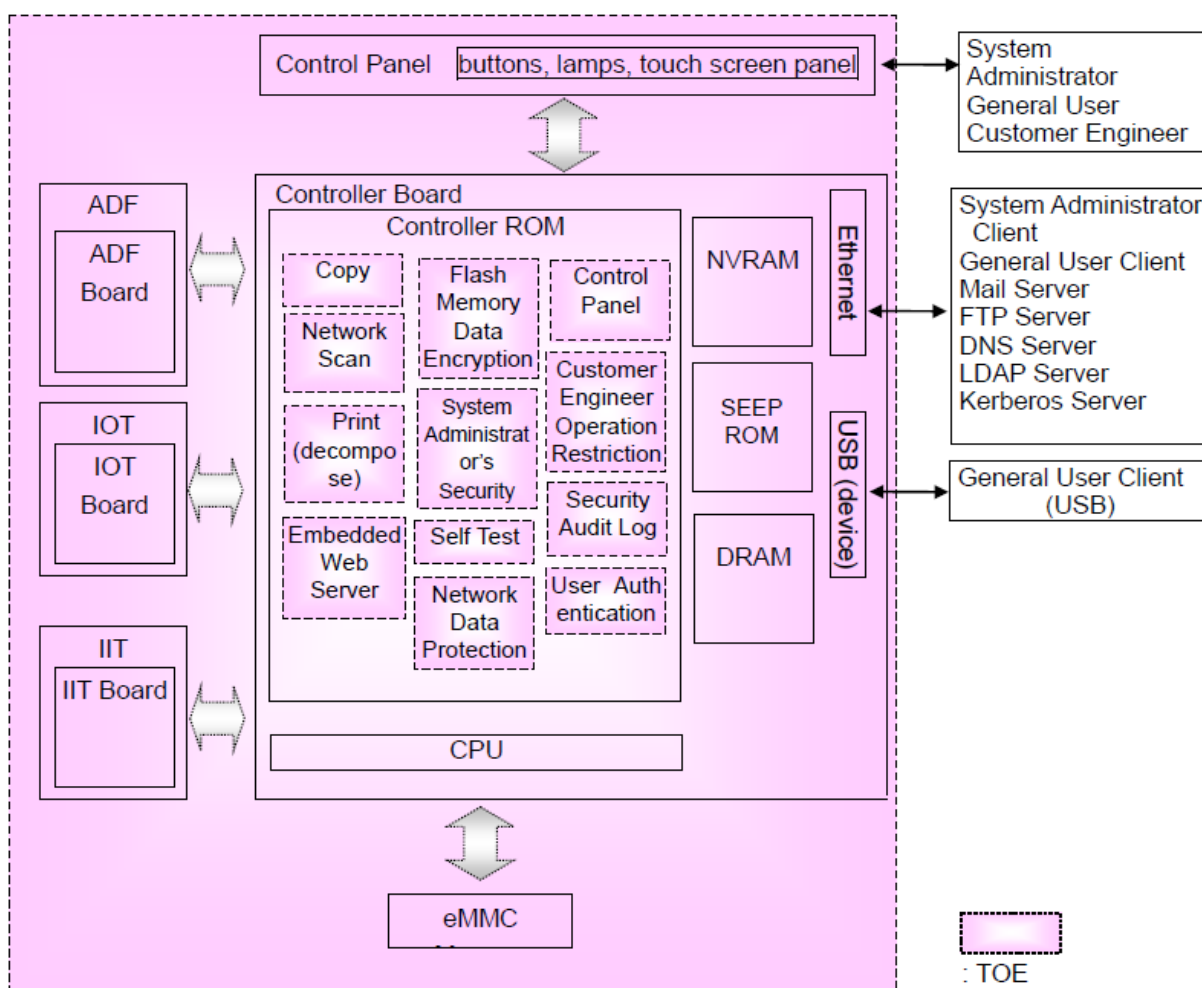 Control Panel
buttons, lamps, touch screen panel
System
Administrator
General User
Customer Engineer
ADF
ADF
Board
IOT
IOT
Board
IIT
IIT Board
Controller Board
Controller ROM
Copy
Network
Scan
Print
(decompo
se)
Embedded
Web
Server
Flash
Memory
Data
Encryption
System
Administrat
or's
Security
Self Test
Network
Data
Protection
Control
Panel
Customer
Engineer
Operation
Restriction
Security
Audit Log
User Auth
entication
NVRAM
SEEP
ROM
DRAM
Ethernet
USB (device)
CPU
System Administrator
Client
General User Client
Mail Server
FTP Server
DNS Server
LDAP Server
Kerberos Server
General User Client
(USB)
eMMC
: TOE